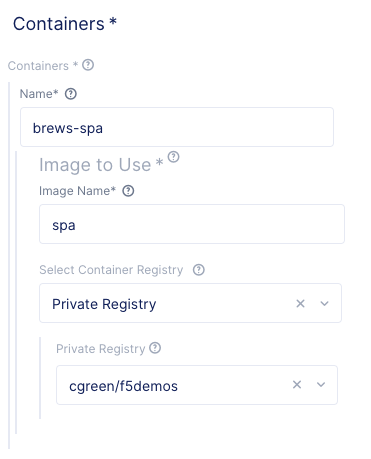 Containers *
Containers *
Name*
brews-spa
Image to Use *
Image Name*
spa
Select Container Registry
Private Registry
Private Registry
cgreen/f5demos